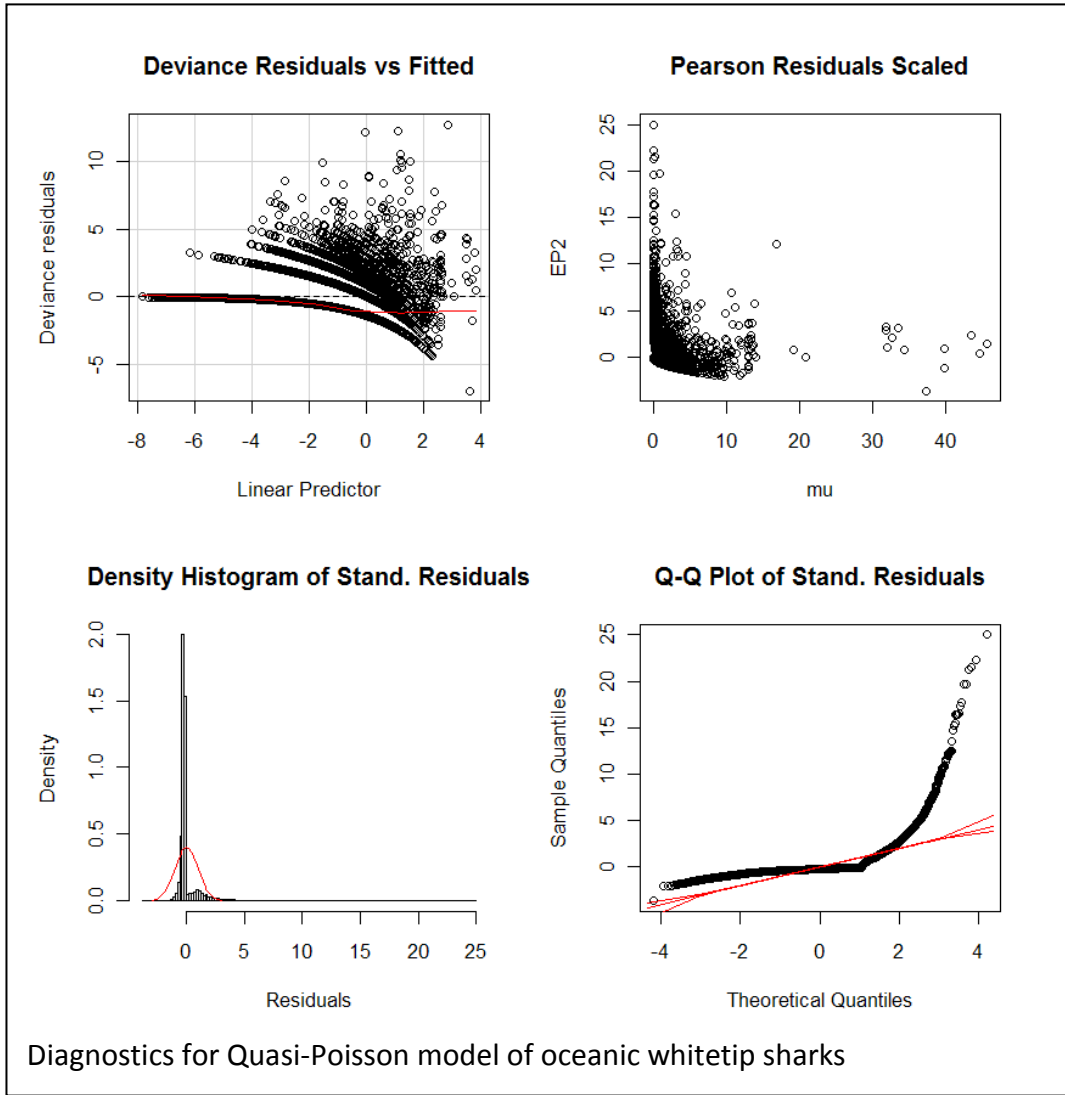 Deviance Residuals vs Fitted
Deviance residuals
10
5
0
-5
-8 -6 -4 -2 0 2 4
Linear Predictor
Pearson Residuals Scaled
EP2
25
20
15
10
5
0
0 10 20 30 40
mu
Density Histogram of Stand. Residuals
Density
2.0
1.5
1.0
0.5
0.0
0 5 10 15 20 25
Residuals
Q-Q Plot of Stand. Residuals
Sample Quantiles
25
20
15
10
5
0
-4 -2 0 2 4
Theoretical Quantiles
Diagnostics for Quasi-Poisson model of oceanic whitetip sharks